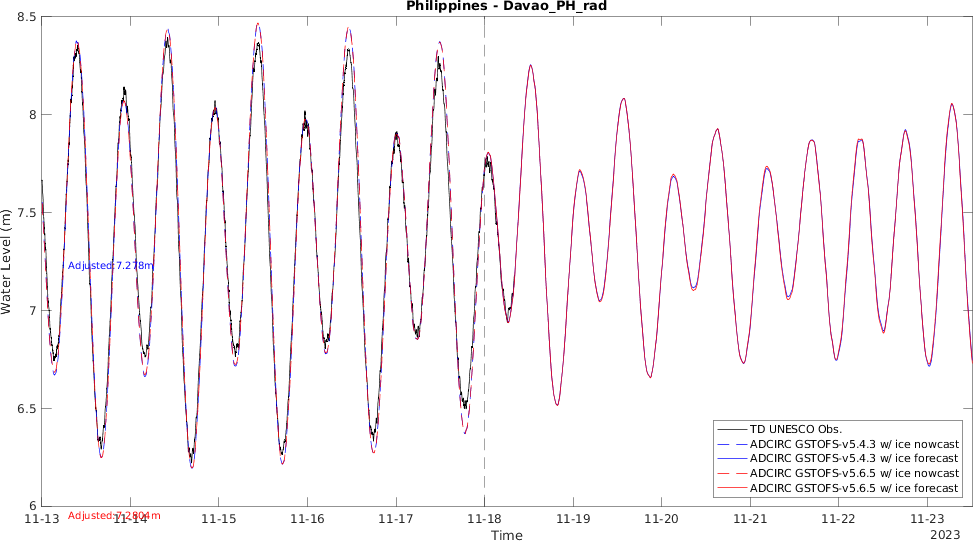 Philippines - Davao_PH_rad
8.5
8
7.5
7
6.5
6
Water Level (m)
Adjusted:7.278m
Adjusted:7.2804m
TD UNESCO Obs.
ADCIRC GSTOFS-v5.4.3 w/ ice nowcast
ADCIRC GSTOFS-v5.4.3 w/ ice forecast
ADCIRC GSTOFS-v5.6.5 w/ ice nowcast
ADCIRC GSTOFS-v5.6.5 w/ ice forecast
11-13 11-14 11-15 11-16 11-17 11-18 11-19 11-20 11-21 11-22 11-23
Time
2023